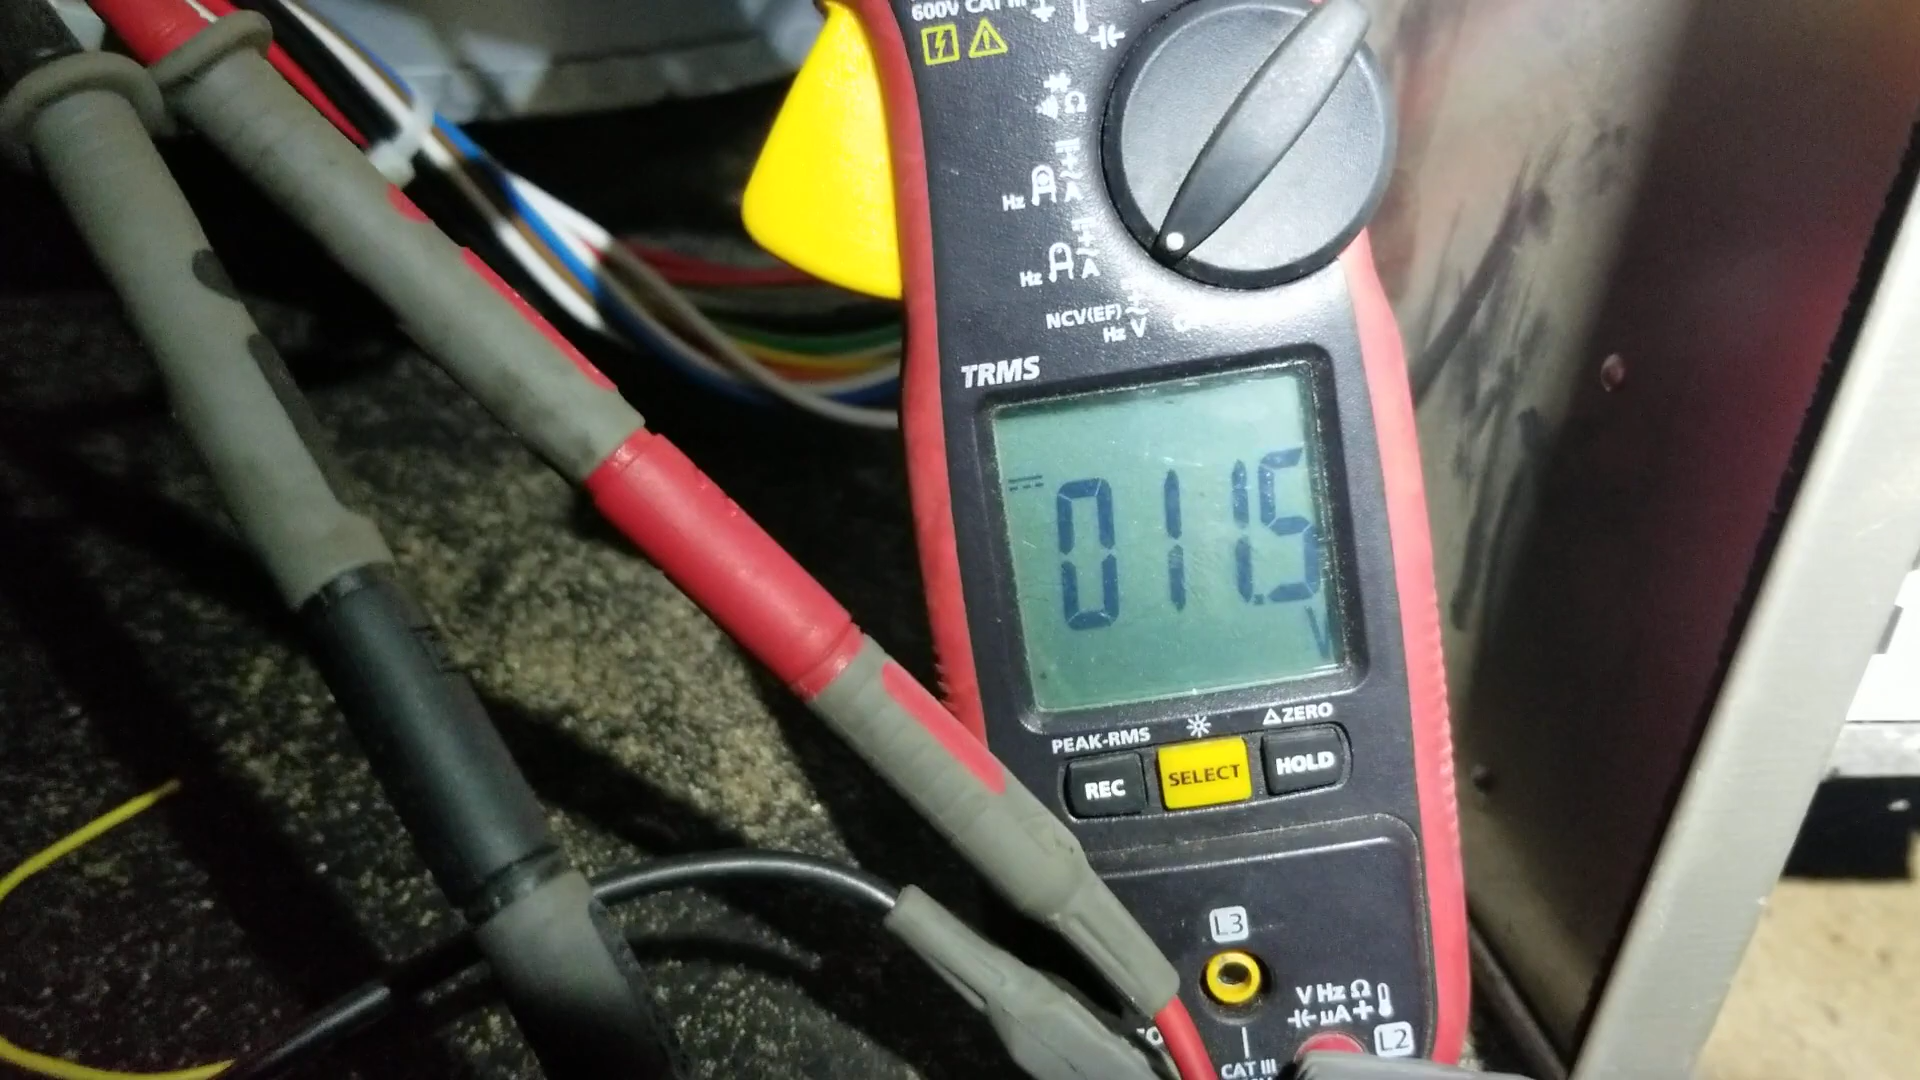 600V CAT III
Ω
Hz A
Hz A
NCV(EF)
Hz V
TRMS
011.5
V
ΔZERO
PEAK-RMS
REC
SELECT
HOLD
L3
V Hz Ω
µA
L2
CAT III